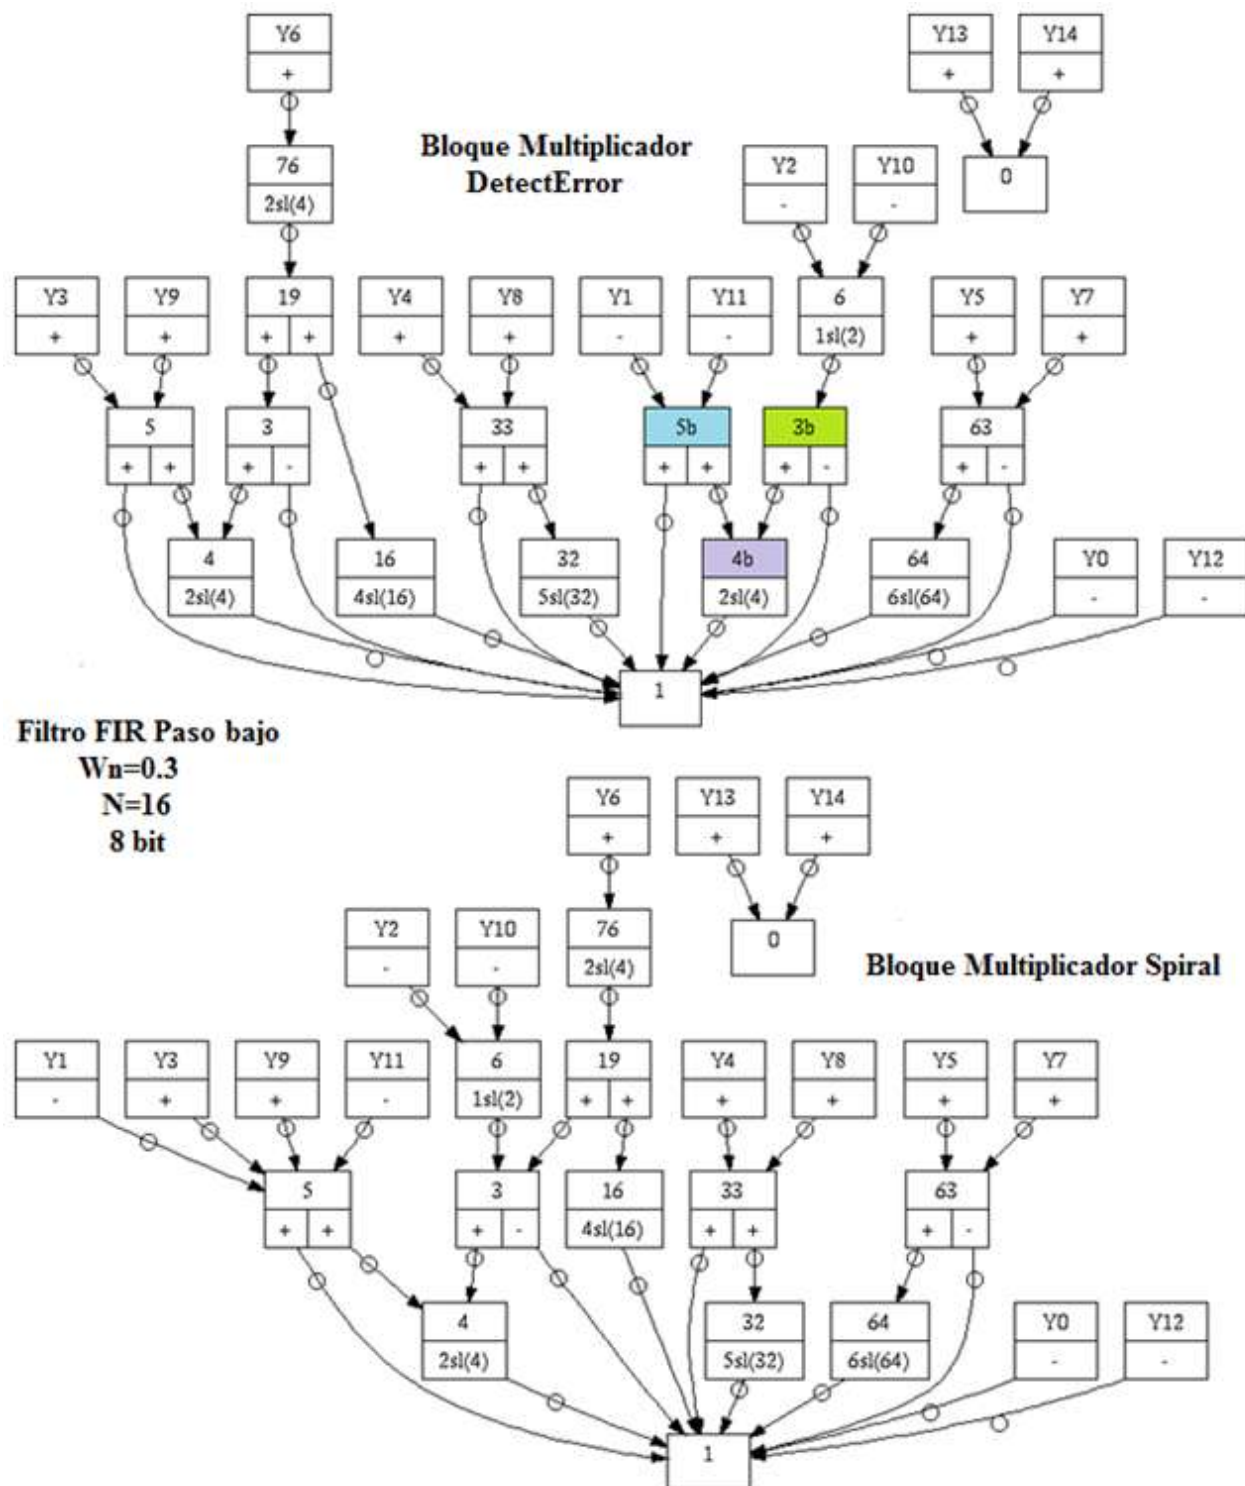 Y6
+
Y13
+
Y14
+
Bloque Multiplicador
DetectError
76
2sl(4)
Y2
-
Y10
-
0
Y3
+
Y9
+
19
+ +
Y4
+
Y8
+
Y1
-
Y11
-
6
1sl(2)
Y5
+
Y7
+
5
+ +
3
+ -
33
+ +
5b
+ +
3b
+ -
63
+ -
4
2sl(4)
16
4sl(16)
32
5sl(32)
4b
2sl(4)
64
6sl(64)
Y0
-
Y12
-
1
Filtro FIR Paso bajo
Wn=0.3
N=16
8 bit
Y6
+
Y13
+
Y14
+
Y2
-
Y10
-
76
2sl(4)
0
Bloque Multiplicador Spiral
Y1
-
Y3
+
Y9
+
Y11
-
6
1sl(2)
19
+ +
Y4
+
Y8
+
Y5
+
Y7
+
5
+ +
3
+ -
16
4sl(16)
33
+ +
63
+ -
4
2sl(4)
32
5sl(32)
64
6sl(64)
Y0
-
Y12
-
1